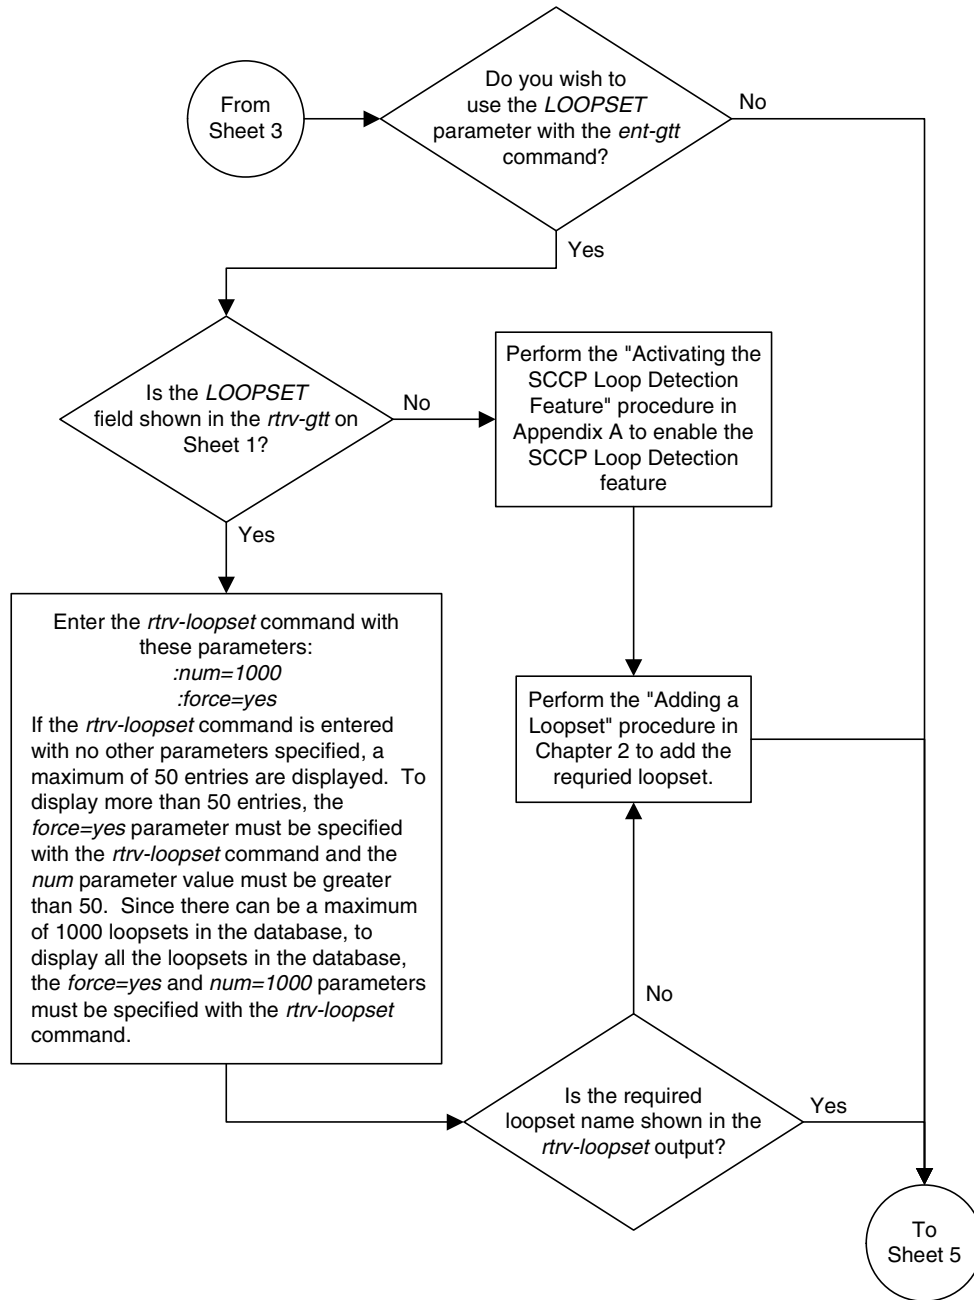 From
Sheet 3
Do you wish to
use the LOOPSET
parameter with the ent-gtt
command?
No
Yes
Is the LOOPSET
field shown in the rtrv-gtt on
Sheet 1?
No
Yes
Perform the "Activating the
SCCP Loop Detection
Feature" procedure in
Appendix A to enable the
SCCP Loop Detection
feature
Enter the rtrv-loopset command with
these parameters:
:num=1000
:force=yes
If the rtrv-loopset command is entered
with no other parameters specified, a
maximum of 50 entries are displayed.  To
display more than 50 entries, the
force=yes parameter must be specified
with the rtrv-loopset command and the
num parameter value must be greater
than 50.  Since there can be a maximum
of 1000 loopsets in the database, to
display all the loopsets in the database,
the force=yes and num=1000 parameters
must be specified with the rtrv-loopset
command.
Perform the "Adding a
Loopset" procedure in
Chapter 2 to add the
requried loopset.
No
Is the required
loopset name shown in the
rtrv-loopset output?
Yes
To
Sheet 5